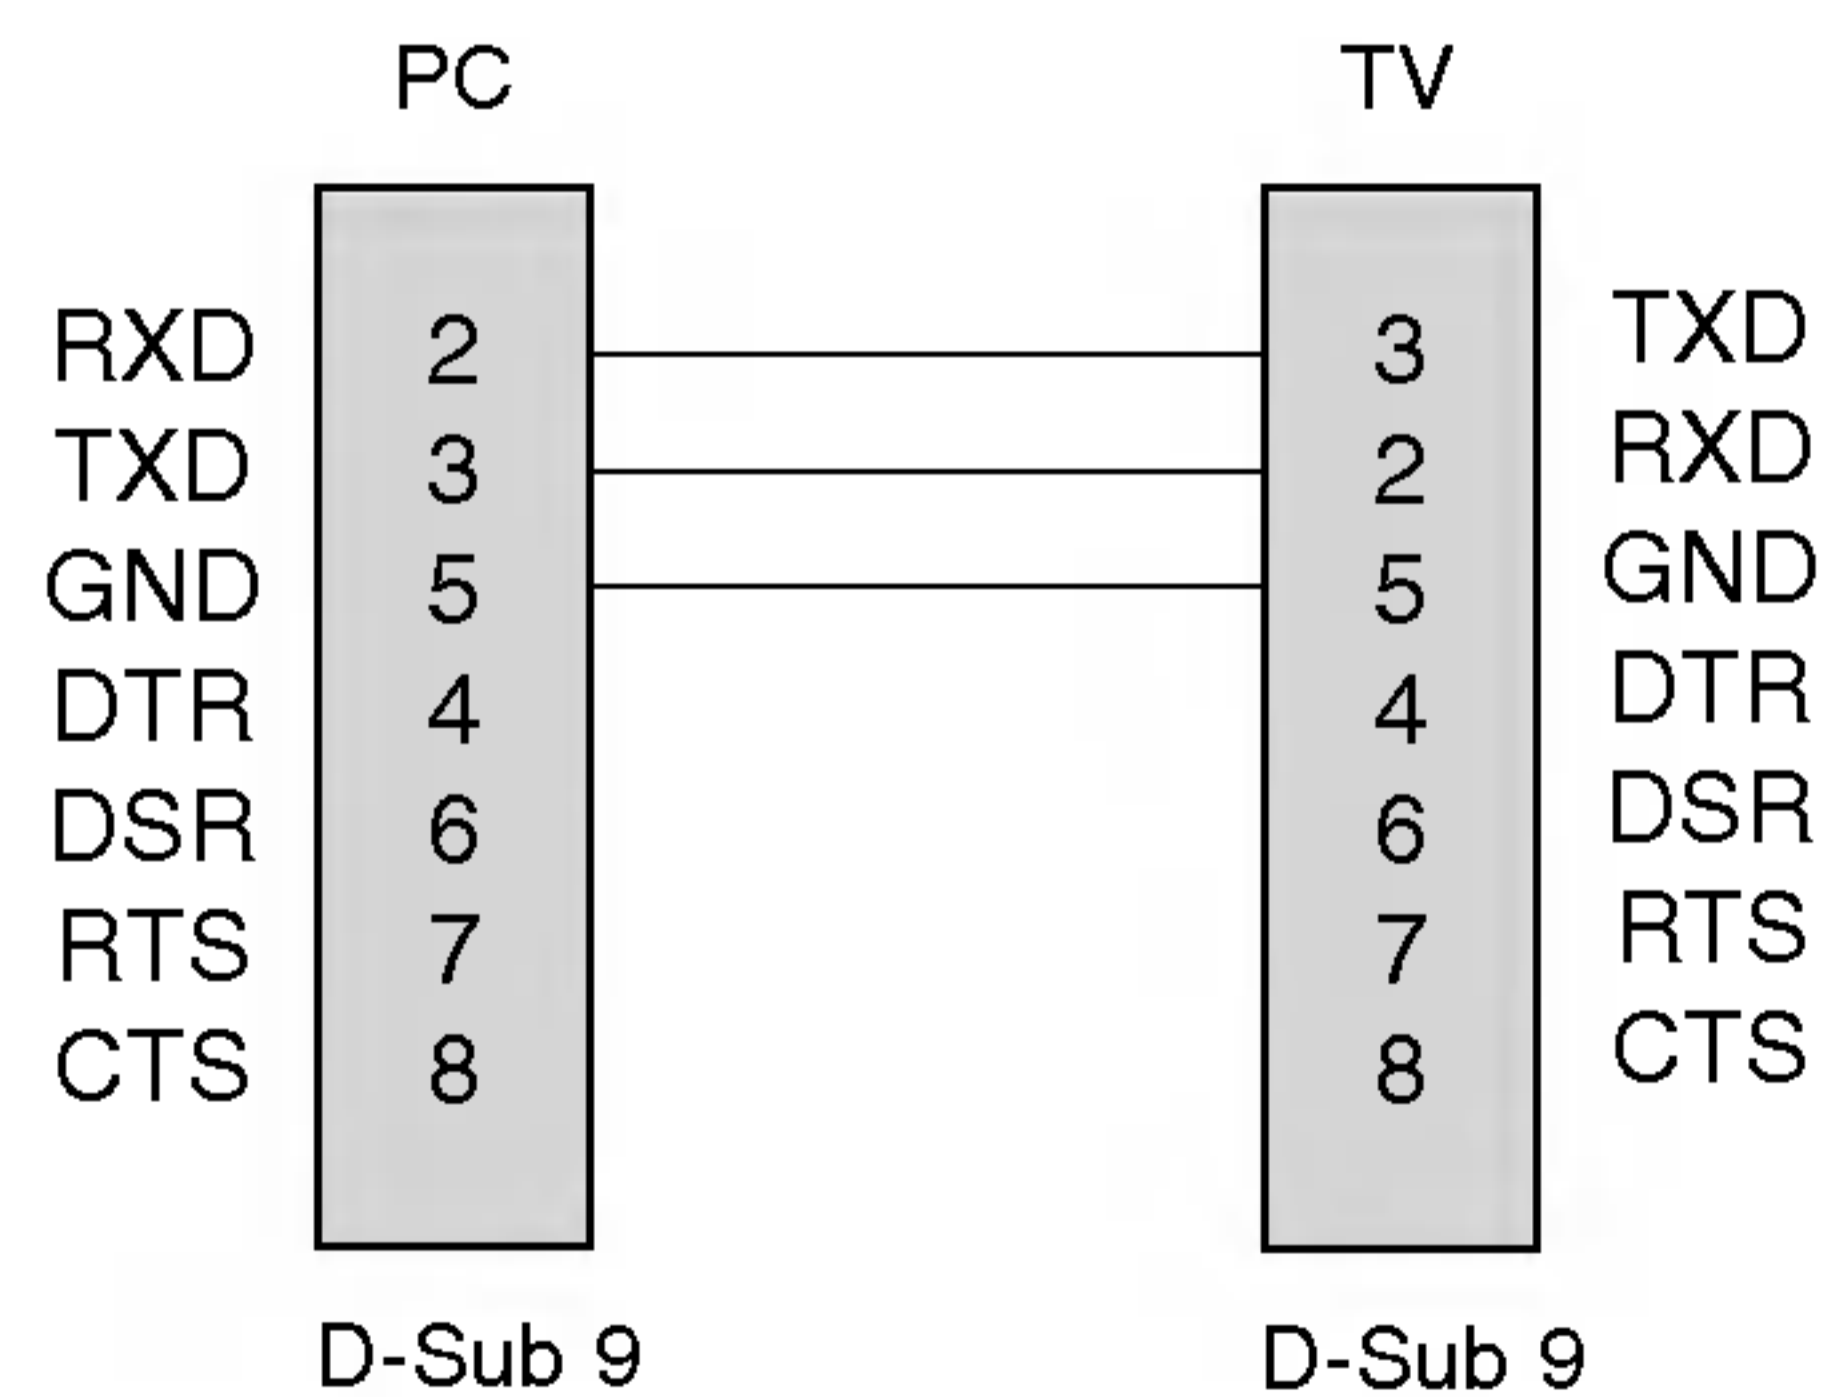 PC TV
RXD 2 3 TXD
TXD 3 2 RXD
GND 5 5 GND
DTR 4 4 DTR
DSR 6 6 DSR
RTS 7 7 RTS
CTS 8 8 CTS
D-Sub 9 D-Sub 9